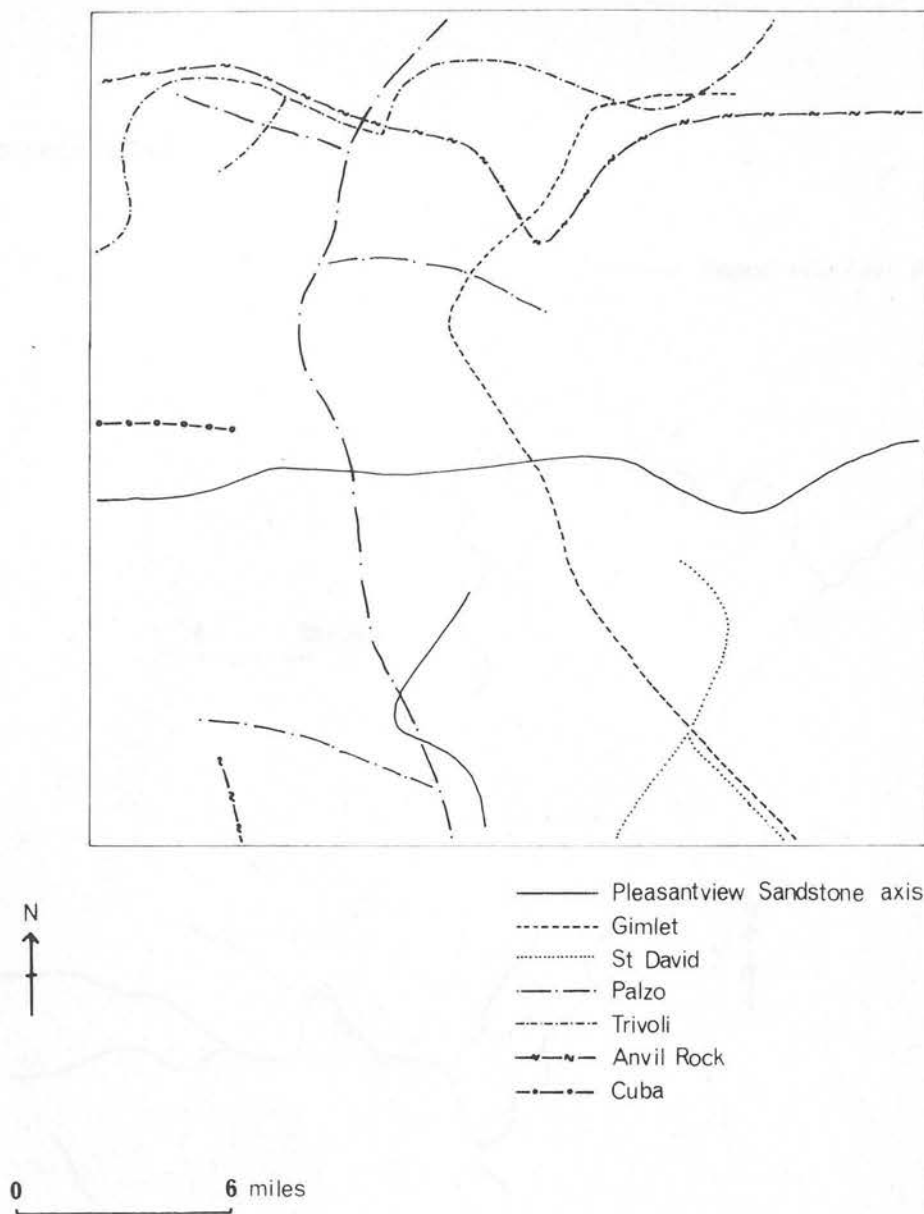 N
Pleasantview Sandstone axis
Gimlet
St David
Palzo
Trivoli
Anvil Rock
Cuba
0 6 miles